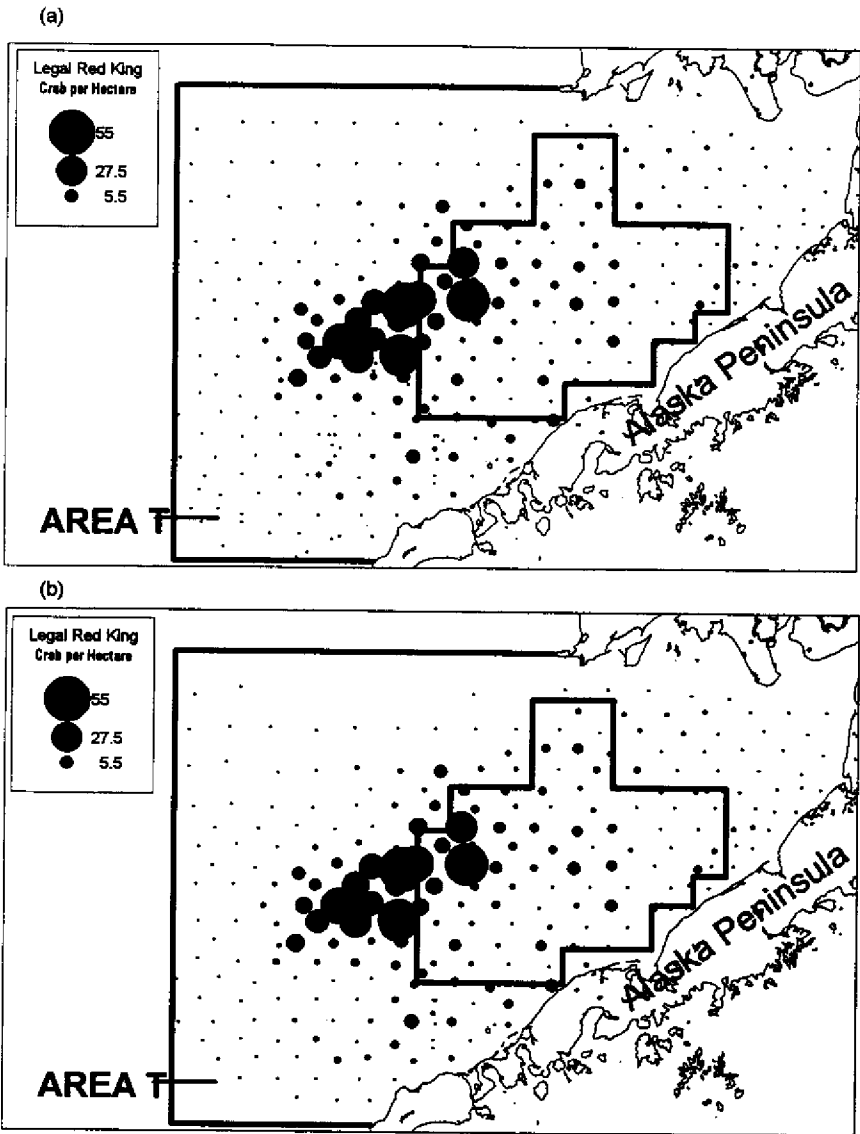 (a)
Legal Red King
Crab per Hectare
55
27.5
5.5
Alaska Peninsula
AREA T
(b)
Legal Red King
Crab per Hectare
55
27.5
5.5
Alaska Peninsula
AREA T